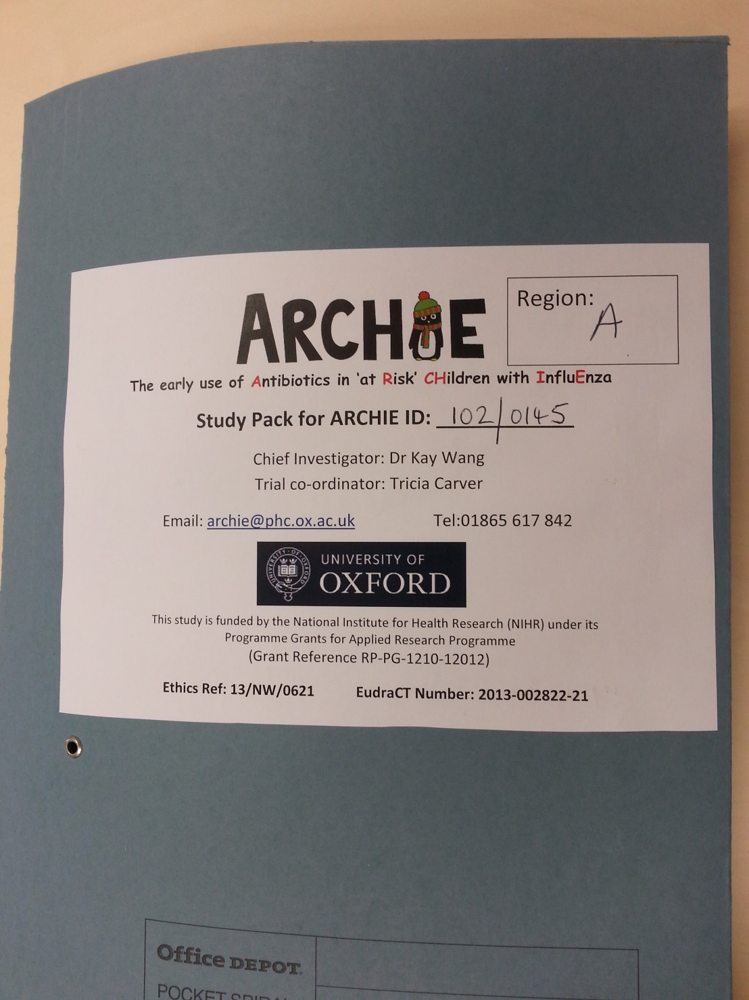 ARCHIE
Region:
A
The early use of Antibiotics in 'at Risk' CHildren with InfluEnza
Study Pack for ARCHIE ID: 102/0145
Chief Investigator: Dr Kay Wang
Trial co-ordinator: Tricia Carver
Email: archie@phc.ox.ac.uk Tel:01865 617 842
UNIVERSITY OF
OXFORD
This study is funded by the National Institute for Health Research (NIHR) under its
Programme Grants for Applied Research Programme
(Grant Reference RP-PG-1210-12012)
Ethics Ref: 13/NW/0621 EudraCT Number: 2013-002822-21
Office DEPOT
POCKET